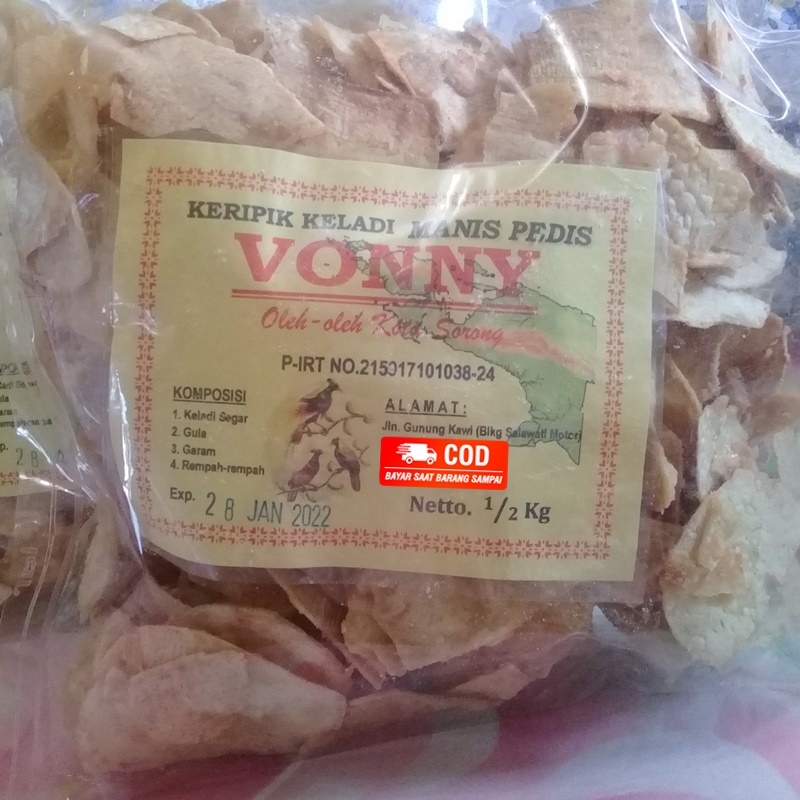 KERIPIK KELADI MANIS PEDIS
VONNY
Oleh-oleh Kota Sorong
P-IRT NO.215917101038-24
KOMPOSISI
1. Keladi Segar
2. Gula
3. Garam
4. Rempah-rempah
Exp. 28 JAN 2022
ALAMAT:
Jln. Gunung Kawi (Blkg Salawati Motor)
COD
BAYAR SAAT BARANG SAMPAI
Netto. 1/2 Kg